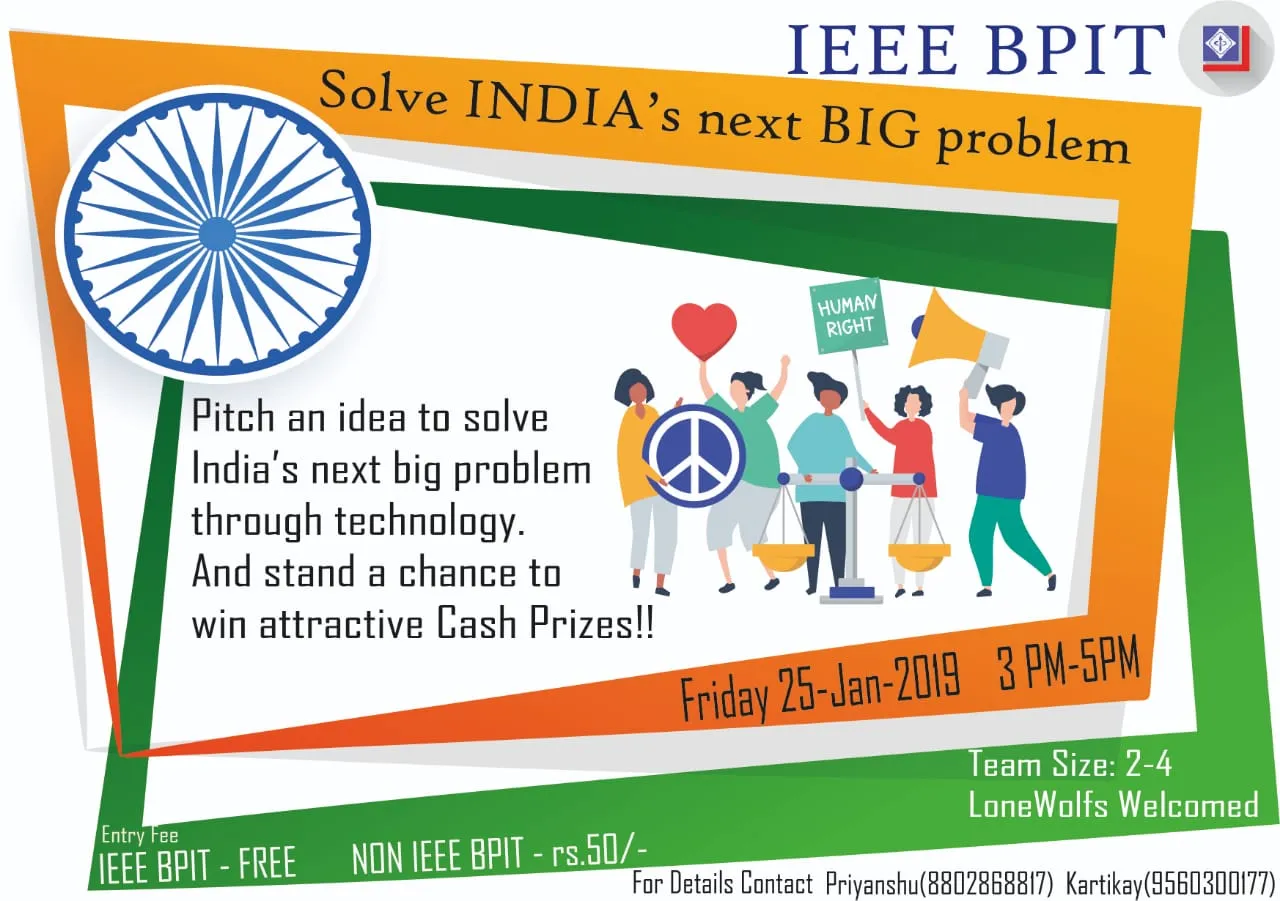 IEEE BPIT
Solve INDIA's next BIG problem
HUMAN
RIGHT
Pitch an idea to solve
India's next big problem
through technology.
And stand a chance to
win attractive Cash Prizes!!
Friday 25-Jan-2019 3 PM-5PM
Team Size: 2-4
LoneWolfs Welcomed
Entry Fee
IEEE BPIT - FREE NON IEEE BPIT - rs.50/-
For Details Contact Priyanshu(8802868817) Kartikay(9560300177)